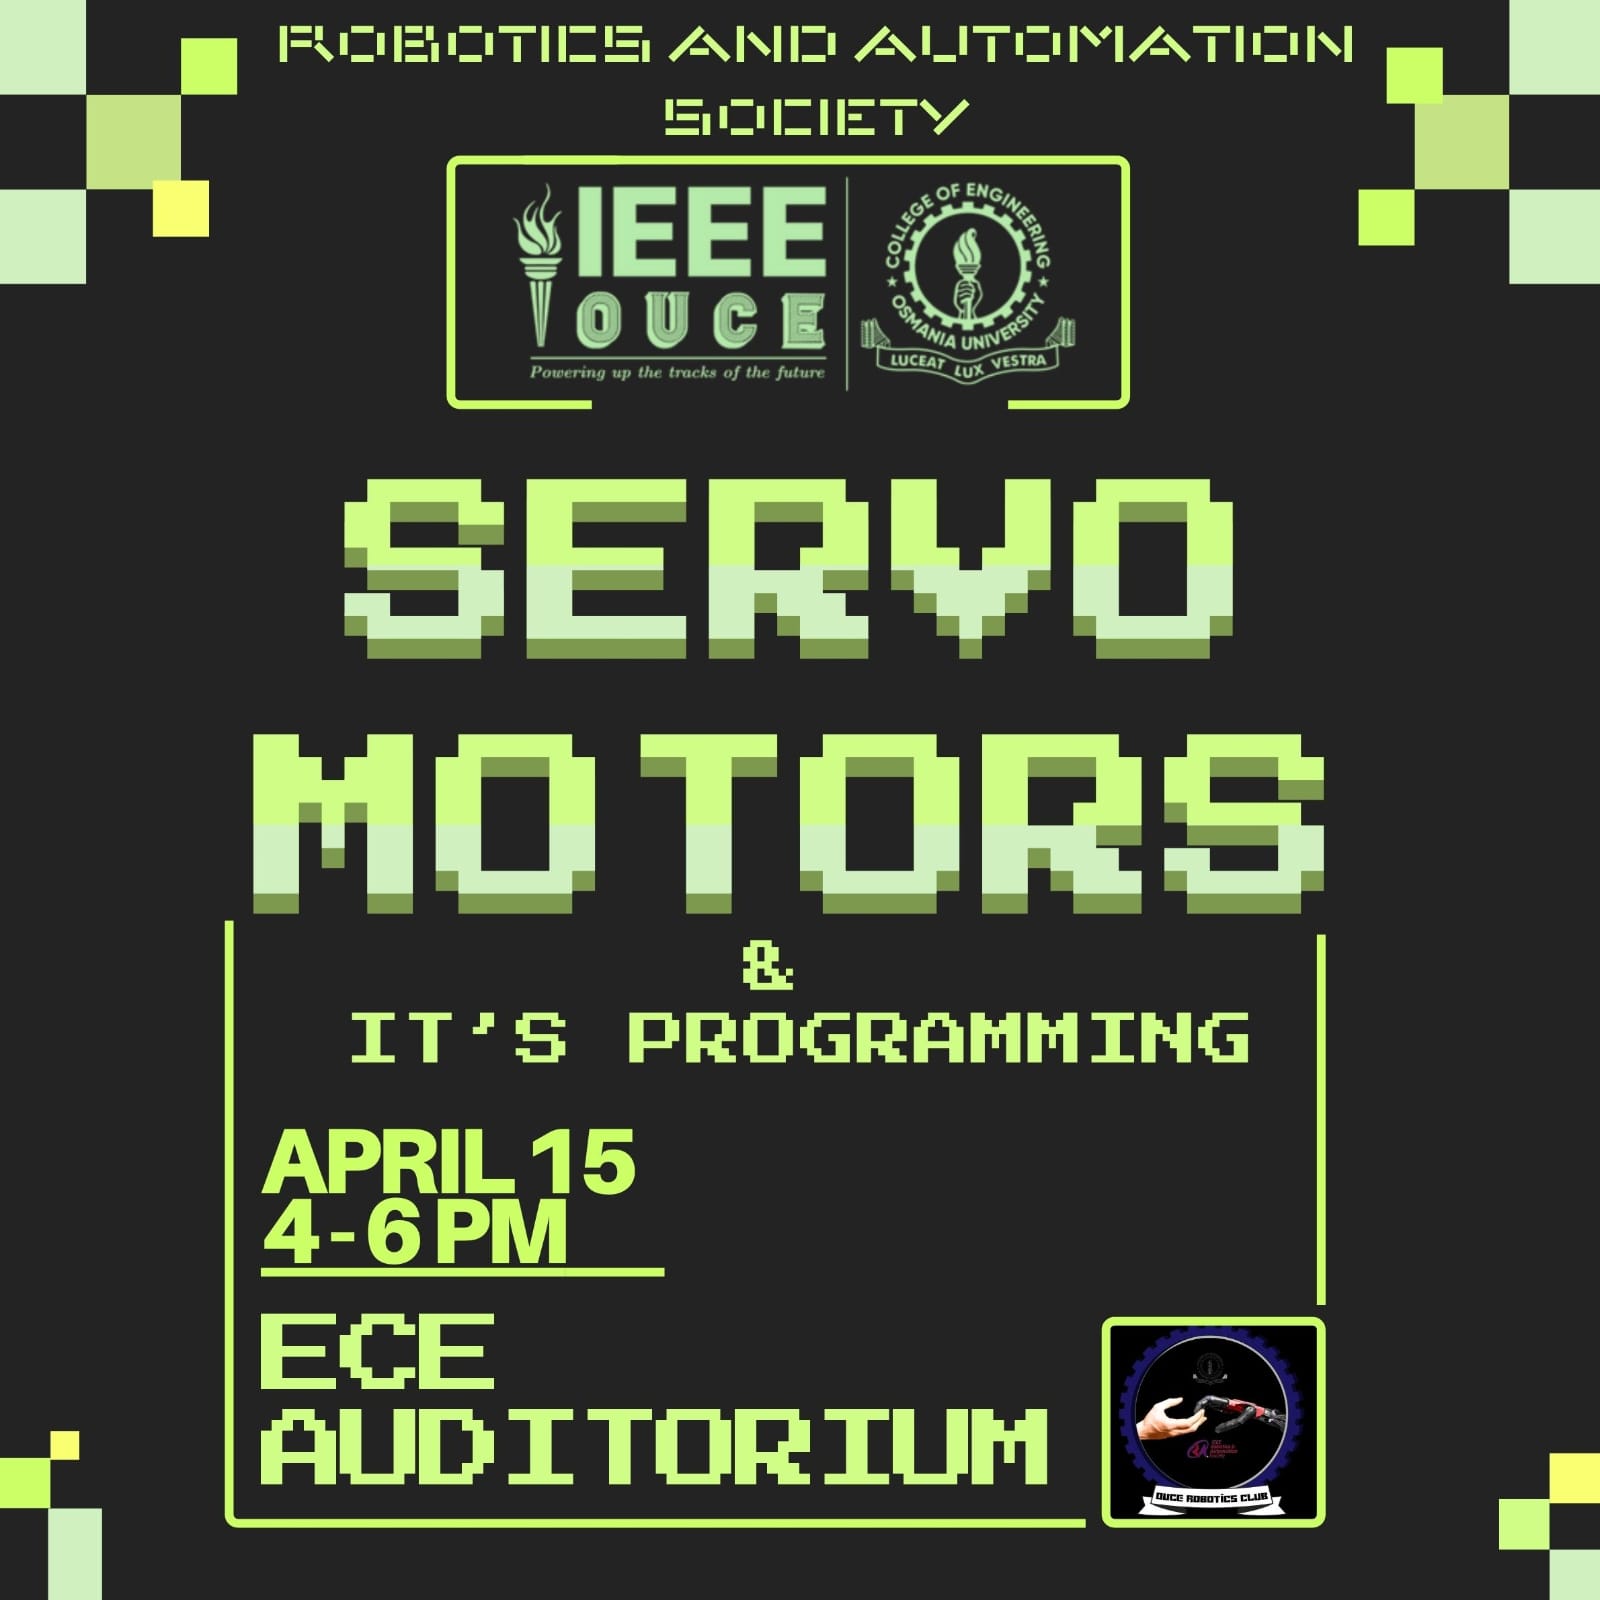 ROBOTICS AND AUTOMATION
SOCIETY
IEEE
OUCE
Powering up the tracks of the future
COLLEGE OF ENGINEERING
OSMANIA UNIVERSITY
LUCEAT LUX VESTRA
SERVO
MOTORS
&
IT'S PROGRAMMING
APRIL 15
4-6 PM
ECE
AUDITORIUM
OUCE ROBOTICS CLUB